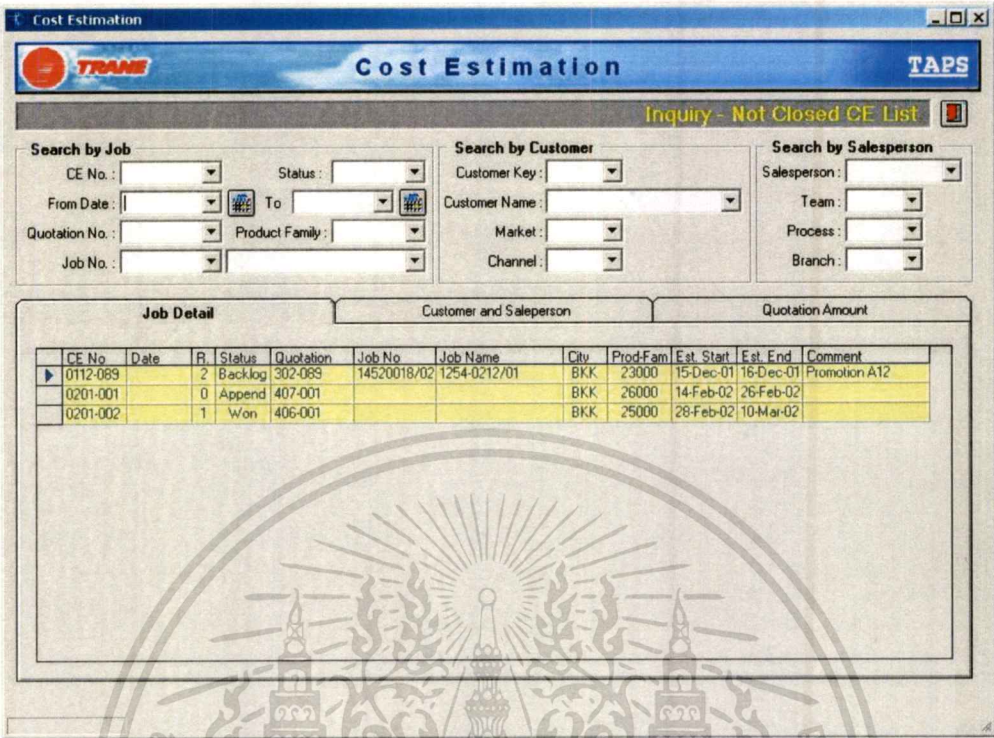 Cost Estimation
TRANE Cost Estimation TAPS
Inquiry - Not Closed CE List
Search by Job Search by Customer Search by Salesperson
CE No. : Status : Customer Key : Salesperson :
From Date : To Customer Name : Team :
Quotation No. : Product Family : Market : Process :
Job No. : Channel : Branch :
Job Detail Customer and Saleperson Quotation Amount
CE No Date R. Status Quotation Job No Job Name City Prod-Fam Est. Start Est. End Comment
0112-089 2 Backlog 302-089 14520018/02 1254-0212/01 BKK 23000 15-Dec-01 16-Dec-01 Promotion A12
0201-001 0 Append 407-001 BKK 26000 14-Feb-02 26-Feb-02
0201-002 1 Won 406-001 BKK 25000 28-Feb-02 10-Mar-02